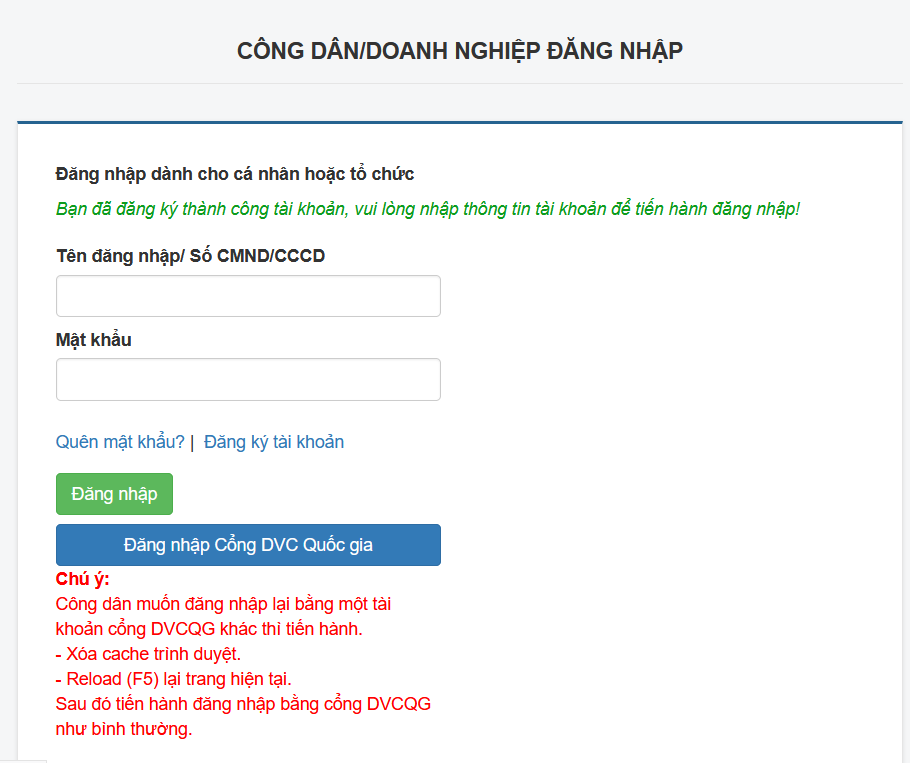 CÔNG DÂN/DOANH NGHIỆP ĐĂNG NHẬP
Đăng nhập dành cho cá nhân hoặc tổ chức
Bạn đã đăng ký thành công tài khoản, vui lòng nhập thông tin tài khoản để tiến hành đăng nhập!
Tên đăng nhập/ Số CMND/CCCD
Mật khẩu
Quên mật khẩu? | Đăng ký tài khoản
Đăng nhập
Đăng nhập Cổng DVC Quốc gia
Chú ý:
Công dân muốn đăng nhập lại bằng một tài
khoản cổng DVCQG khác thì tiến hành.
- Xóa cache trình duyệt.
- Reload (F5) lại trang hiện tại.
Sau đó tiến hành đăng nhập bằng cổng DVCQG
như bình thường.